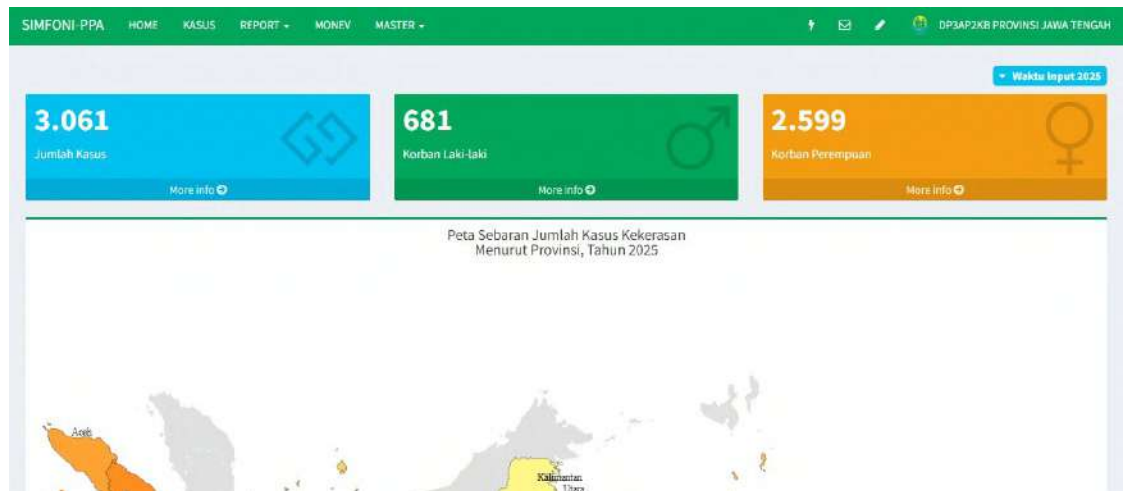 SIMFONI-PPA HOME KASUS REPORT MONEV MASTER DP3AP2KB PROVINSI JAWA TENGAH
Waktu Input 2025
3.061
Jumlah Kasus
More info
681
Korban Laki-laki
More info
2.599
Korban Perempuan
More info
Peta Sebaran Jumlah Kasus Kekerasan
Menurut Provinsi, Tahun 2025
Aceh
Kalimantan
Utara